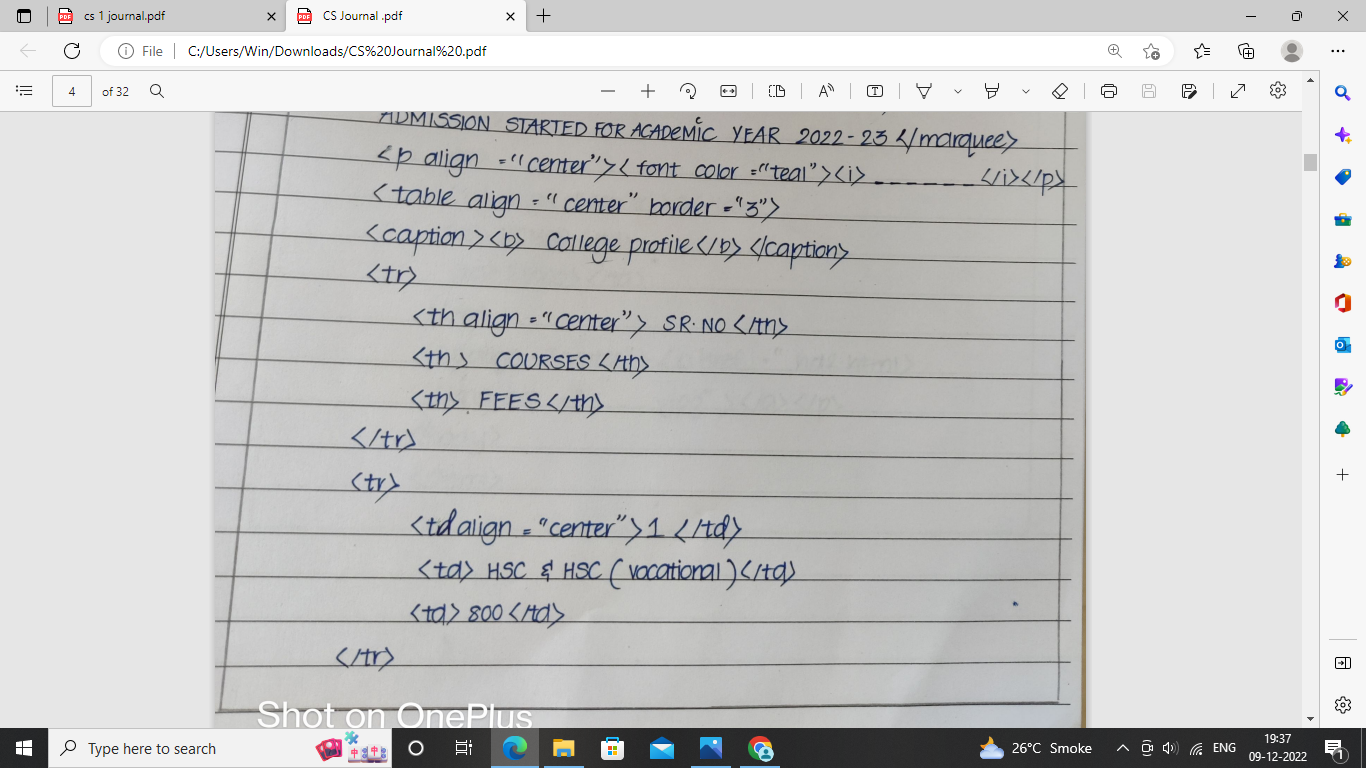 cs 1 journal.pdf
CS Journal .pdf
File
C:/Users/Win/Downloads/CS%20Journal%20.pdf
4 of 32
ADMISSION STARTED FOR ACADEMIC YEAR 2022-23 </marquee>
<p align ="center"><font color ="teal"><i> ------ </i></p>
<table align = "center" border ="3">
<caption><b> College profile</b> </caption>
<tr>
<th align ="center"> SR.NO </th>
<th> COURSES </th>
<th> FEES </th>
</tr>
<tr>
<td align = "center">1 </td>
<td> HSC & HSC (vocational)</td>
<td> 800 </td>
</tr>
Shot on OnePlus
Type here to search
26°C Smoke
ENG
19:37
09-12-2022
1